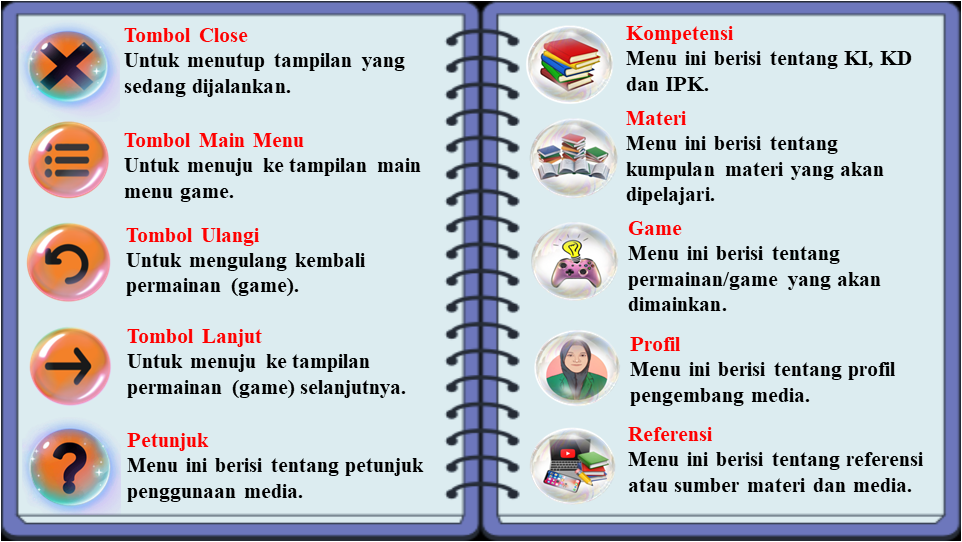 Tombol Close
Untuk menutup tampilan yang
sedang dijalankan.
Tombol Main Menu
Untuk menuju ke tampilan main
menu game.
Tombol Ulangi
Untuk mengulang kembali
permainan (game).
Tombol Lanjut
Untuk menuju ke tampilan
permainan (game) selanjutnya.
Petunjuk
Menu ini berisi tentang petunjuk
penggunaan media.
Kompetensi
Menu ini berisi tentang KI, KD
dan IPK.
Materi
Menu ini berisi tentang
kumpulan materi yang akan
dipelajari.
Game
Menu ini berisi tentang
permainan/game yang akan
dimainkan.
Profil
Menu ini berisi tentang profil
pengembang media.
Referensi
Menu ini berisi tentang referensi
atau sumber materi dan media.